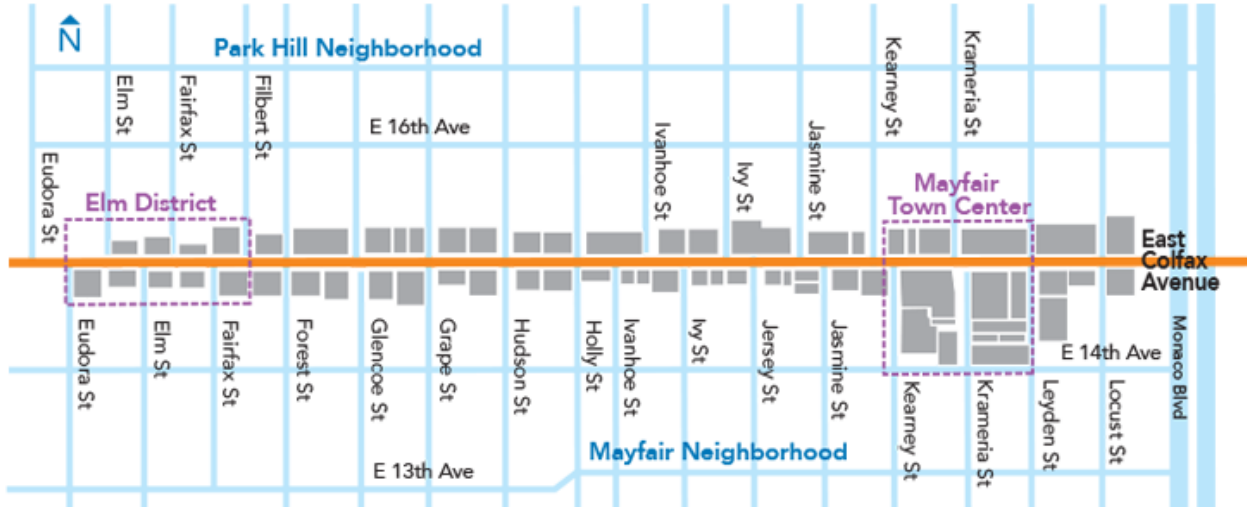 N
Park Hill Neighborhood
Elm St
Fairfax St
Filbert St
Kearney St
Krameria St
E 16th Ave
Eudora St
Ivanhoe St
Ivy St
Jasmine St
Elm District
Mayfair
Town Center
East
Colfax
Avenue
Eudora St
Elm St
Fairfax St
Forest St
Glencoe St
Grape St
Hudson St
Holly St
Ivanhoe St
Ivy St
Jersey St
Jasmine St
E 14th Ave
Monaco Blvd
Kearney St
Krameria St
Leyden St
Locust St
Mayfair Neighborhood
E 13th Ave